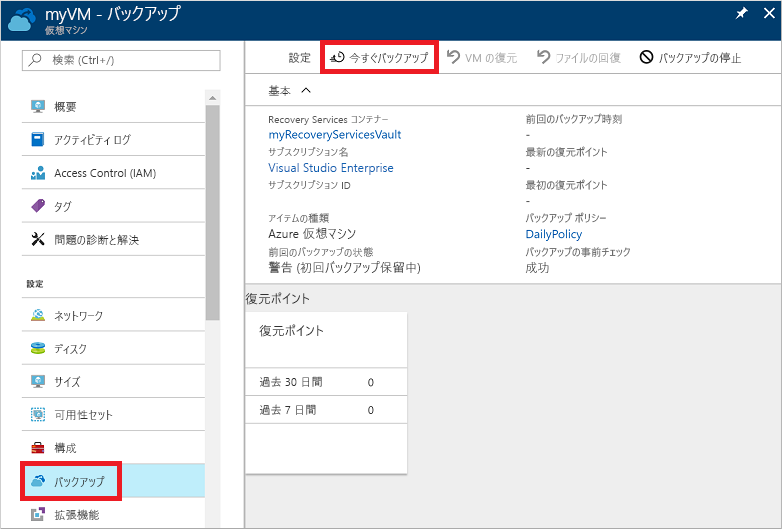 myVM - バックアップ
仮想マシン
検索 (Ctrl+/)
概要
アクティビティ ログ
Access Control (IAM)
タグ
問題の診断と解決
設定
ネットワーク
ディスク
サイズ
可用性セット
構成
バックアップ
拡張機能
設定 今すぐバックアップ VM の復元 ファイルの回復 バックアップの停止
基本
Recovery Services コンテナー
myRecoveryServicesVault
サブスクリプション名
Visual Studio Enterprise
サブスクリプション ID
アイテムの種類
Azure 仮想マシン
前回のバックアップの状態
警告 (初回バックアップ保留中)
前回のバックアップ時刻
-
最新の復元ポイント
-
最初の復元ポイント
-
バックアップ ポリシー
DailyPolicy
バックアップの事前チェック
成功
復元ポイント
復元ポイント
過去 30 日間 0
過去 7 日間 0